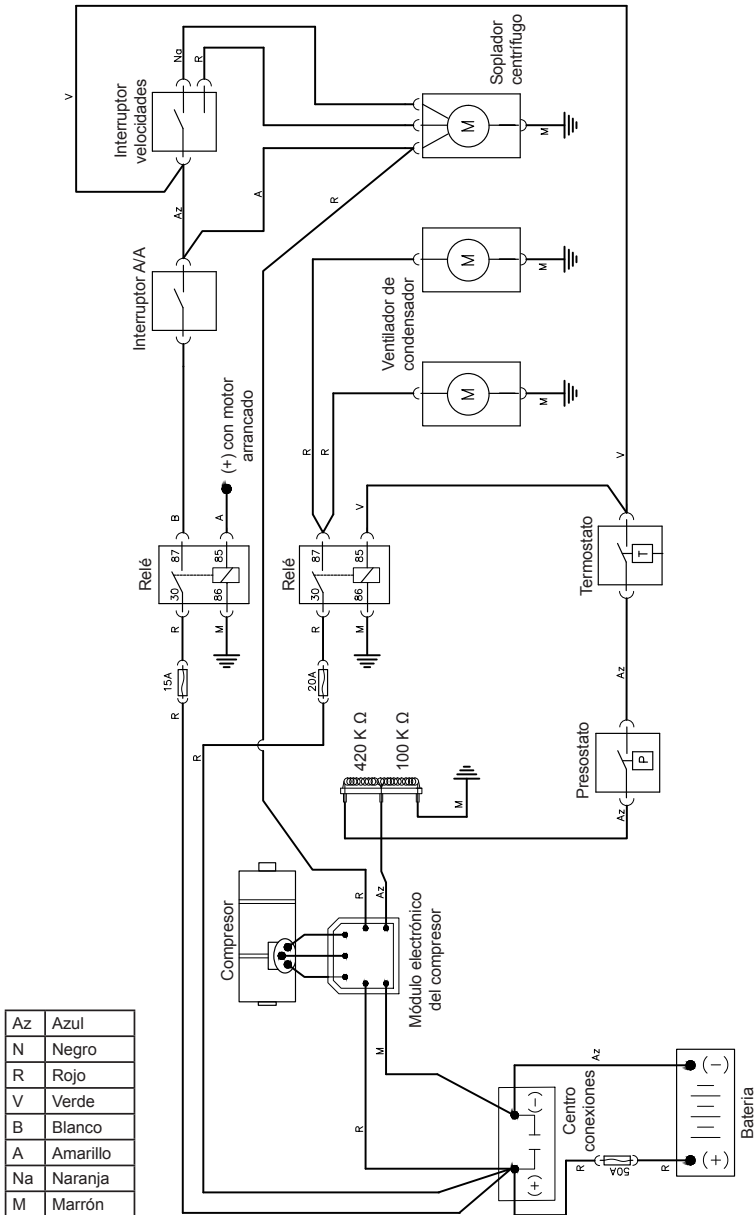 V
Na
R
Interruptor
velocidades
Soplador
centrífugo
M
M
Az
A
R
Interruptor A/A
Ventilador de
condensador
M
M
M
M
(+) con motor
arrancado
B
A
R
R
V
V
Relé
87
85
30
86
Relé
87
85
30
86
Termostato
T
R
M
R
M
15A
20A
R
R
Az
420 K Ω
100 K Ω
Presostato
P
M
Az
Compresor
R
Az
Módulo electrónico
del compresor
R
M
Az Azul
N Negro
R Rojo
V Verde
B Blanco
A Amarillo
Na Naranja
M Marrón
(-)
(+)
Centro
conexiones
Az
R
50A
R
(-)
(+)
Bateria